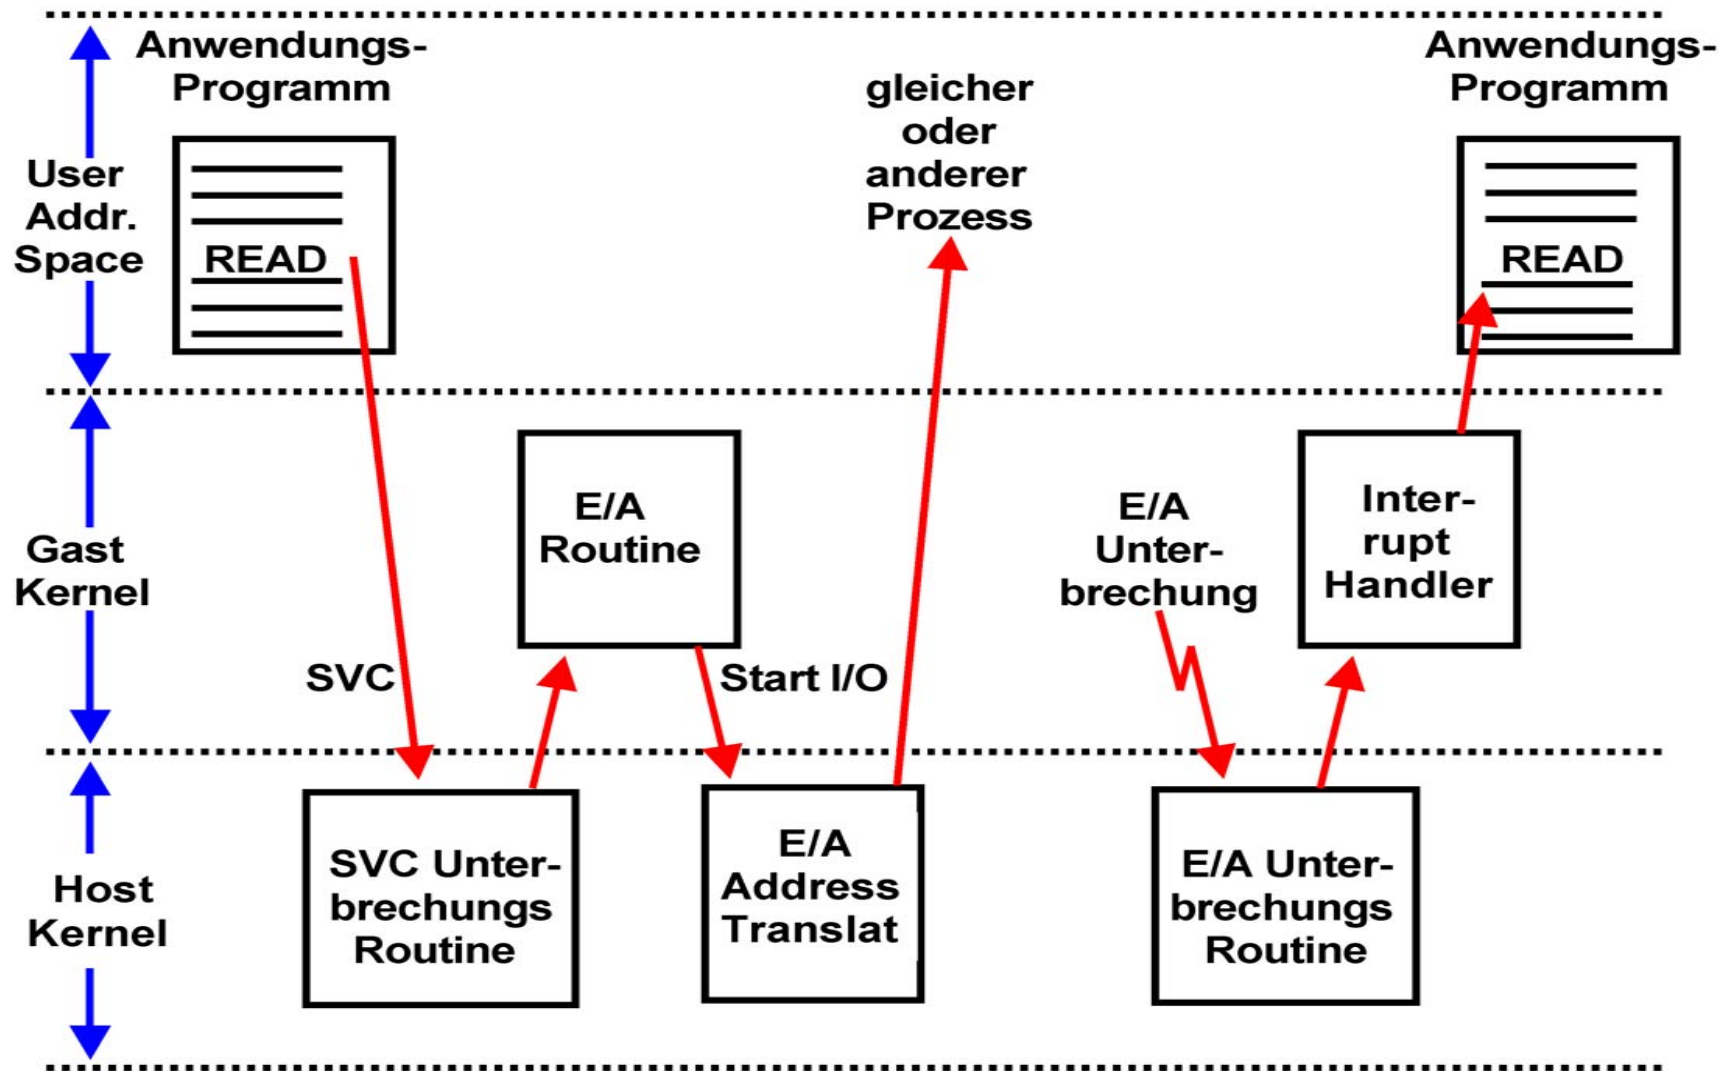 Anwendungs-
Programm
gleicher
oder
anderer
Prozess
Anwendungs-
Programm
User
Addr.
Space
READ
READ
Gast
Kernel
E/A
Routine
E/A
Unter-
brechung
Inter-
rupt
Handler
SVC
Start I/O
Host
Kernel
SVC Unter-
brechungs
Routine
E/A
Address
Translat
E/A Unter-
brechungs
Routine